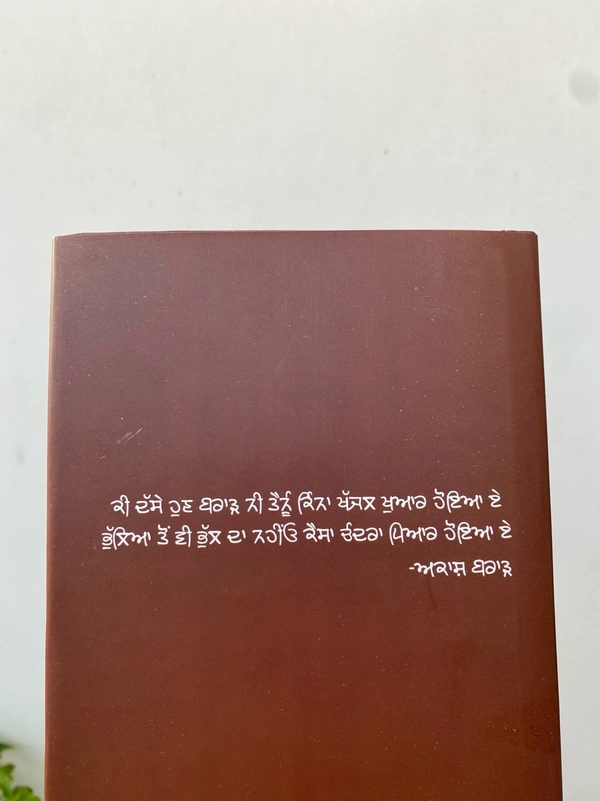 ਕੀ ਦੱਸੇ ਹੁਣ ਬਰਾੜ ਨੀ ਤੈਨੂੰ ਕਿੰਨਾ ਖੱਜਲ ਖੁਆਰ ਹੋਇਆ ਏ
ਭੁੱਲਿਆ ਤੋਂ ਵੀ ਭੁੱਲ ਦਾ ਨਹੀਂਓ ਕੈਸਾ ਚੰਦਰਾ ਪਿਆਰ ਹੋਇਆ ਏ
-ਅਕਾਸ਼ ਬਰਾੜ